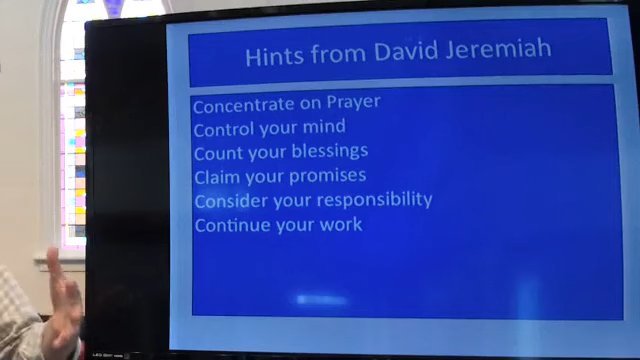 Hints from David Jeremiah
Concentrate on Prayer
Control your mind
Count your blessings
Claim your promises
Consider your responsibility
Continue your work